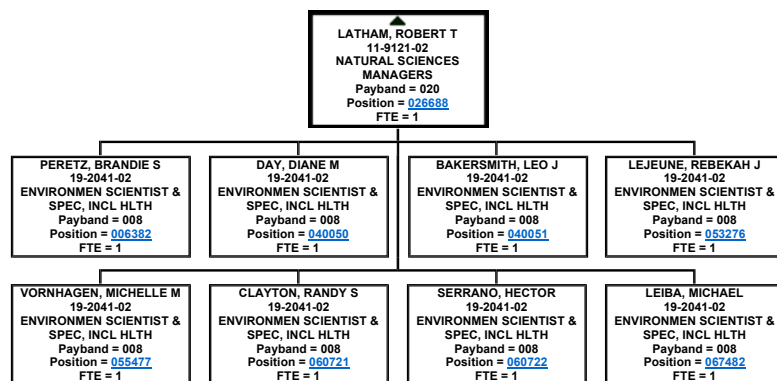 LATHAM, ROBERT T
11-9121-02
NATURAL SCIENCES
MANAGERS
Payband = 020
Position = 026688
FTE = 1
PERETZ, BRANDIE S
19-2041-02
ENVIRONMEN SCIENTIST &
SPEC, INCL HLTH
Payband = 008
Position = 006382
FTE = 1
DAY, DIANE M
19-2041-02
ENVIRONMEN SCIENTIST &
SPEC, INCL HLTH
Payband = 008
Position = 040050
FTE = 1
BAKERSMITH, LEO J
19-2041-02
ENVIRONMEN SCIENTIST &
SPEC, INCL HLTH
Payband = 008
Position = 040051
FTE = 1
LEJEUNE, REBEKAH J
19-2041-02
ENVIRONMEN SCIENTIST &
SPEC, INCL HLTH
Payband = 008
Position = 053276
FTE = 1
VORNHAGEN, MICHELLE M
19-2041-02
ENVIRONMEN SCIENTIST &
SPEC, INCL HLTH
Payband = 008
Position = 055477
FTE = 1
CLAYTON, RANDY S
19-2041-02
ENVIRONMEN SCIENTIST &
SPEC, INCL HLTH
Payband = 008
Position = 060721
FTE = 1
SERRANO, HECTOR
19-2041-02
ENVIRONMEN SCIENTIST &
SPEC, INCL HLTH
Payband = 008
Position = 060722
FTE = 1
LEIBA, MICHAEL
19-2041-02
ENVIRONMEN SCIENTIST &
SPEC, INCL HLTH
Payband = 008
Position = 067482
FTE = 1